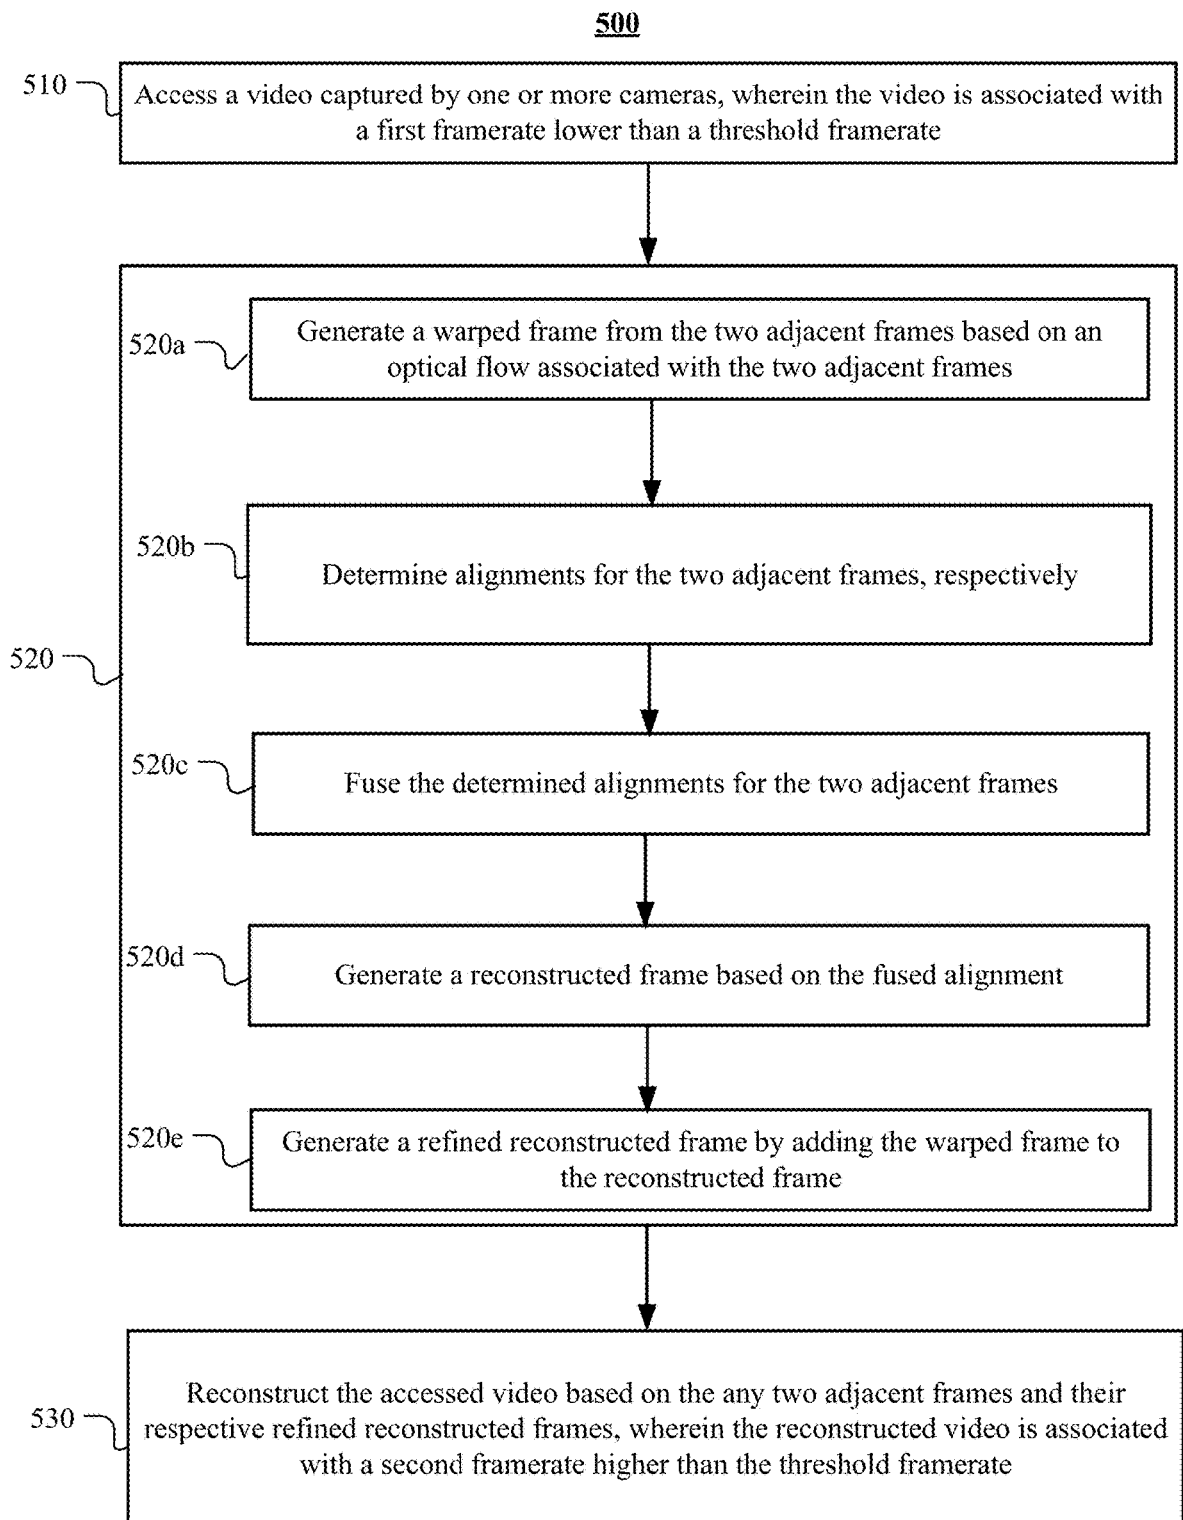 500
510
Access a video captured by one or more cameras, wherein the video is associated with
a first framerate lower than a threshold framerate
520
520a
Generate a warped frame from the two adjacent frames based on an
optical flow associated with the two adjacent frames
520b
Determine alignments for the two adjacent frames, respectively
520c
Fuse the determined alignments for the two adjacent frames
520d
Generate a reconstructed frame based on the fused alignment
520e
Generate a refined reconstructed frame by adding the warped frame to
the reconstructed frame
530
Reconstruct the accessed video based on the any two adjacent frames and their
respective refined reconstructed frames, wherein the reconstructed video is associated
with a second framerate higher than the threshold framerate